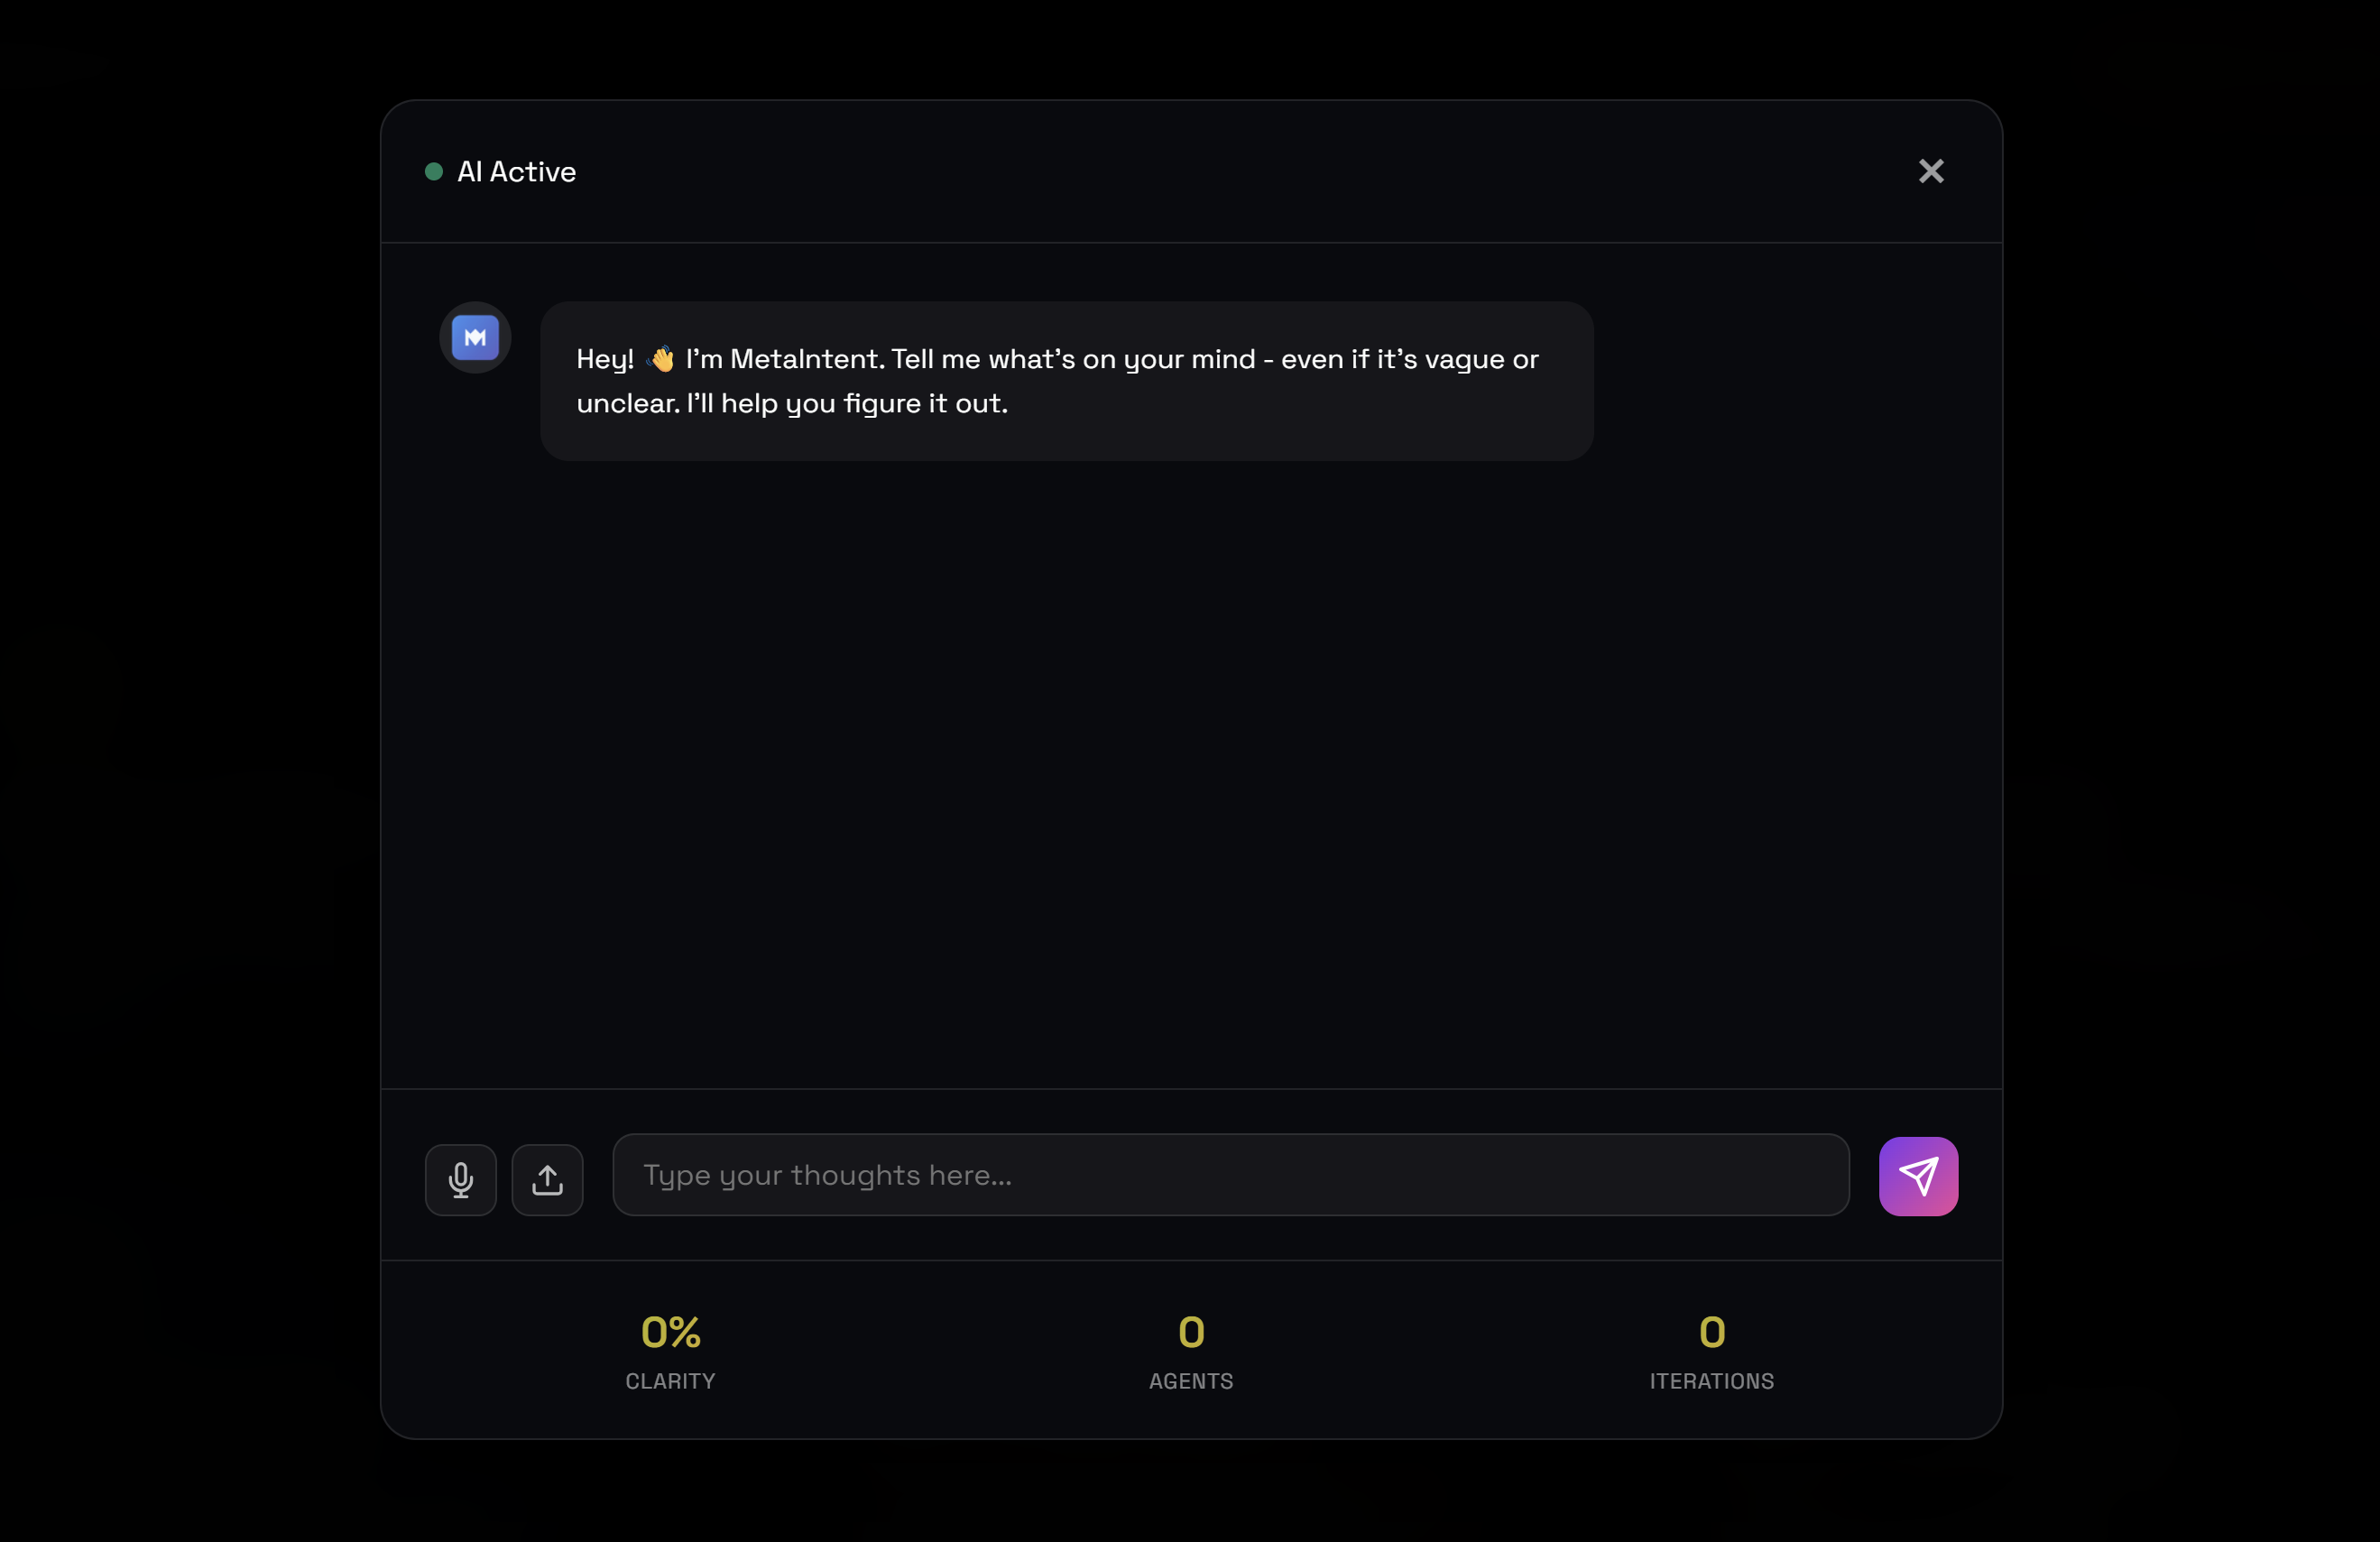 AI Active
Hey! 👋 I'm MetaIntent. Tell me what's on your mind - even if it's vague or
unclear. I'll help you figure it out.
Type your thoughts here...
0%
CLARITY
0
AGENTS
0
ITERATIONS